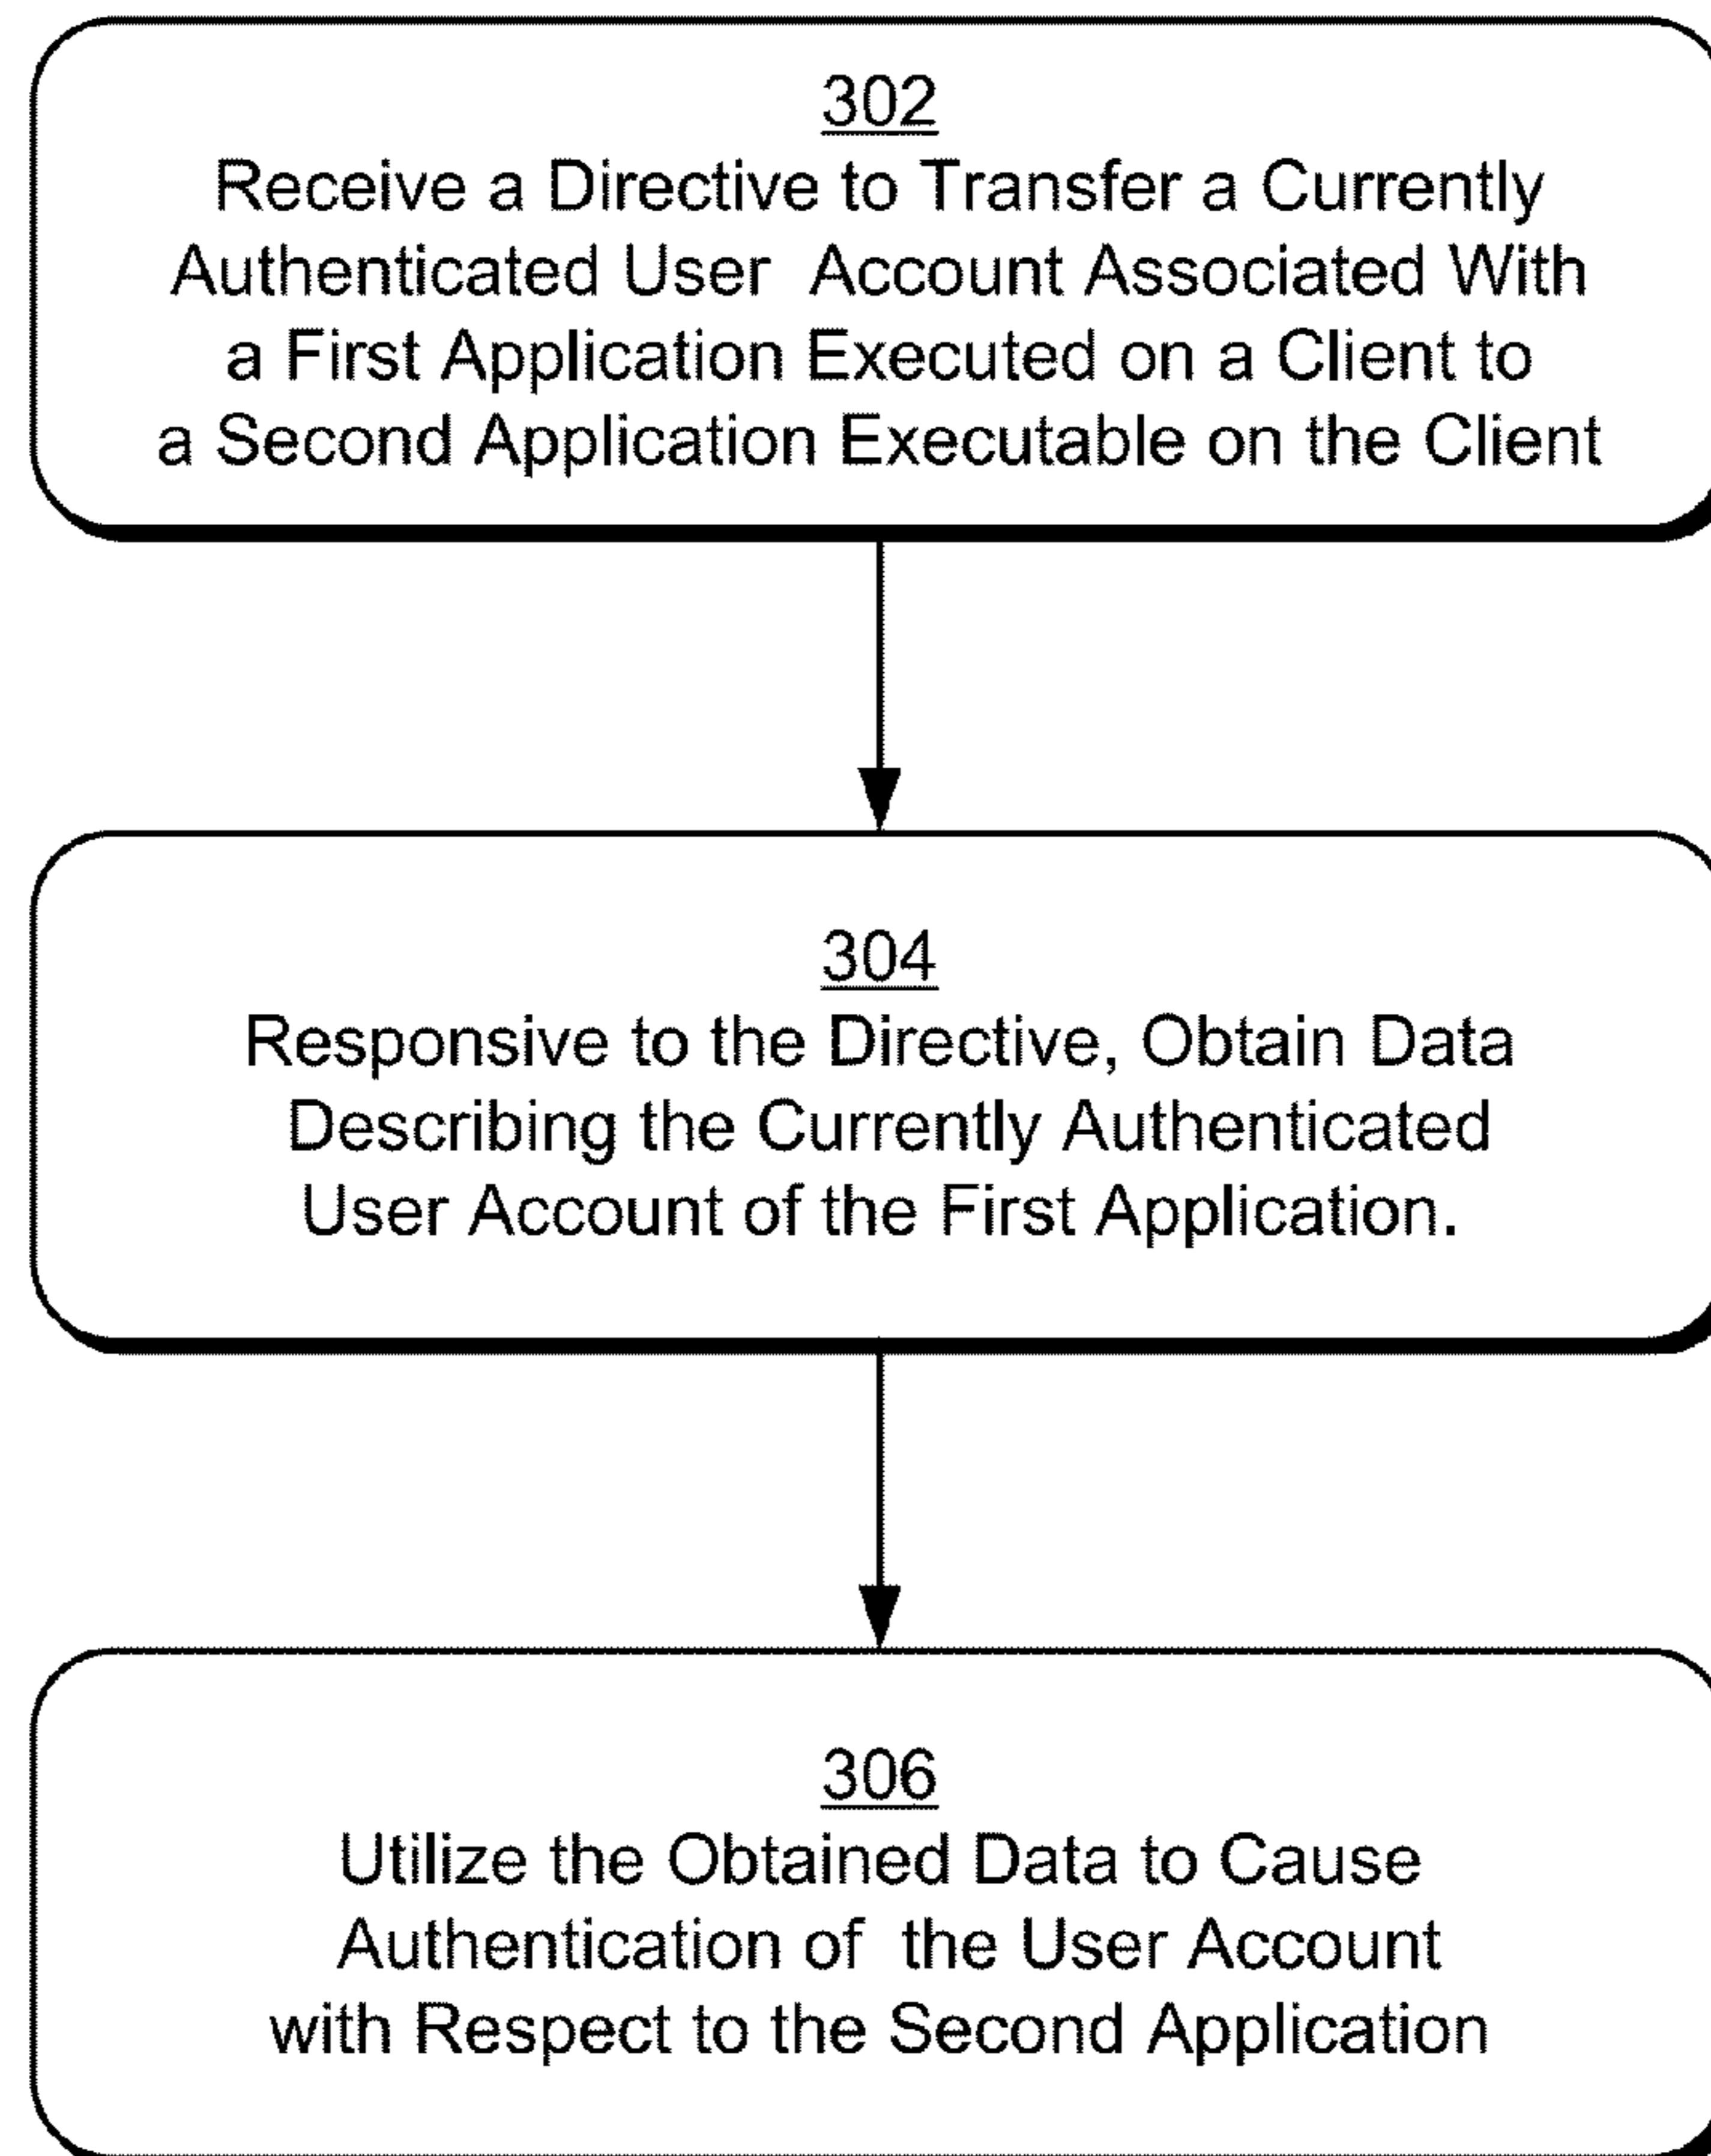 302
Receive a Directive to Transfer a Currently
Authenticated User Account Associated With
a First Application Executed on a Client to
a Second Application Executable on the Client
304
Responsive to the Directive, Obtain Data
Describing the Currently Authenticated
User Account of the First Application.
306
Utilize the Obtained Data to Cause
Authentication of the User Account
with Respect to the Second Application